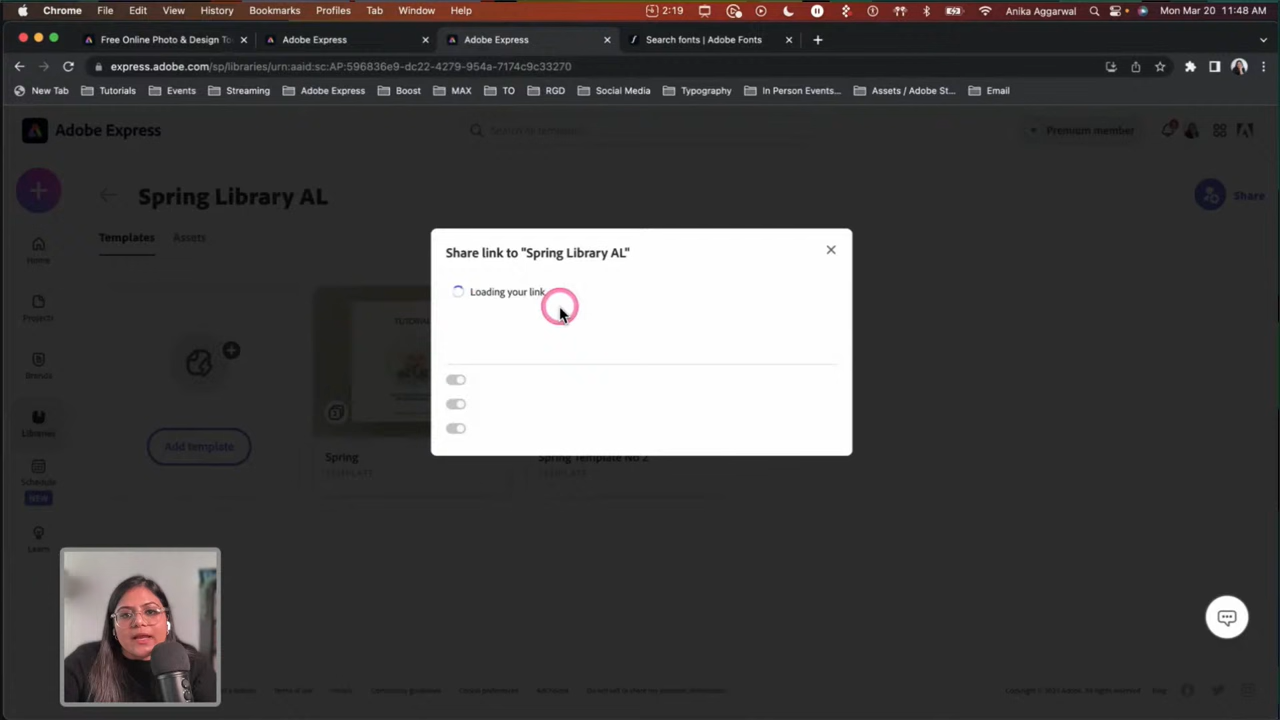 Chrome File Edit View History Bookmarks Profiles Tab Window Help 2:19 Anika Aggarwal Mon Mar 20 11:48 AM
Free Online Photo & Design To Adobe Express Adobe Express Search fonts | Adobe Fonts
express.adobe.com/sp/libraries/urn:aaid:sc:AP:596836e9-dc22-4279-954a-7174c9c33270
New Tab Tutorials Events Streaming Adobe Express Boost MAX TO RGD Social Media Typography In Person Events... Assets / Adobe St... Email
Adobe Express
Search to
Premium member
Spring Library AL
Share
Templates Assets
Home
Projects
Brands
Libraries
Schedule
NEW
Learn
Add template
TUTORIAL
Spring
TEMPLATE
Spring Template No 2
TEMPLATE
Share link to "Spring Library AL"
Loading your link